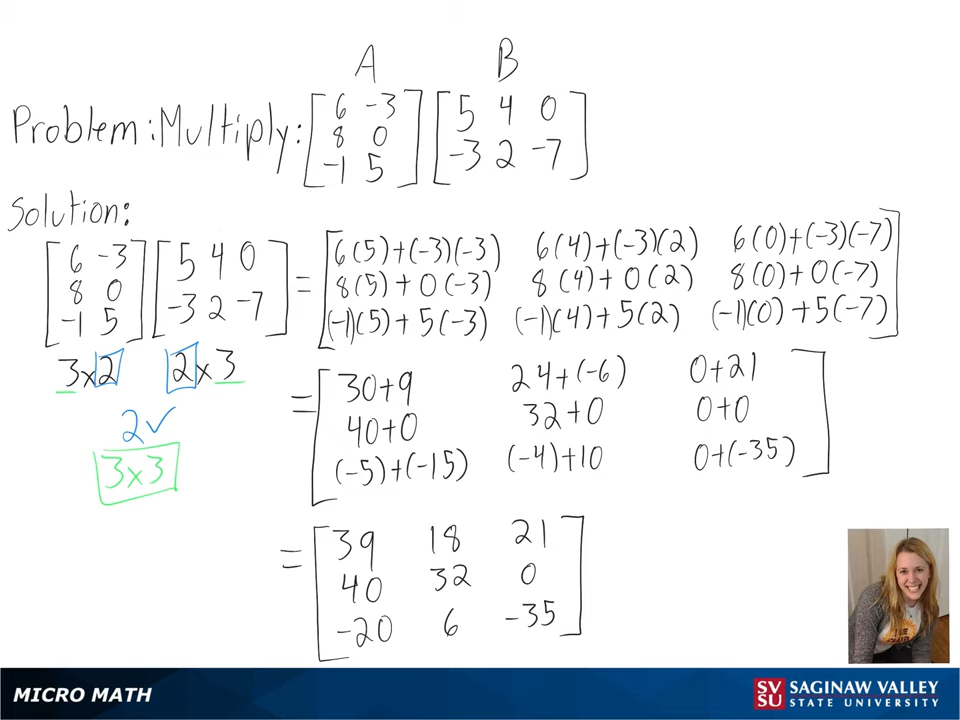 A B
Problem: Multiply: [6 -3
8 0
-1 5] [5 4 0
-3 2 -7]
Solution:
[6 -3
8 0
-1 5] [5 4 0
-3 2 -7] = [6(5)+(-3)(-3) 6(4)+(-3)(2) 6(0)+(-3)(-7)
8(5)+0(-3) 8(4)+0(2) 8(0)+0(-7)
(-1)(5)+5(-3) (-1)(4)+5(2) (-1)(0)+5(-7)]
3x2 2x3
2✓
3x3
= [30+9 24+(-6) 0+21
40+0 32+0 0+0
(-5)+(-15) (-4)+10 0+(-35)]
= [39 18 21
40 32 0
-20 6 -35]
MICRO MATH
SVSU SAGINAW VALLEY
STATE UNIVERSITY